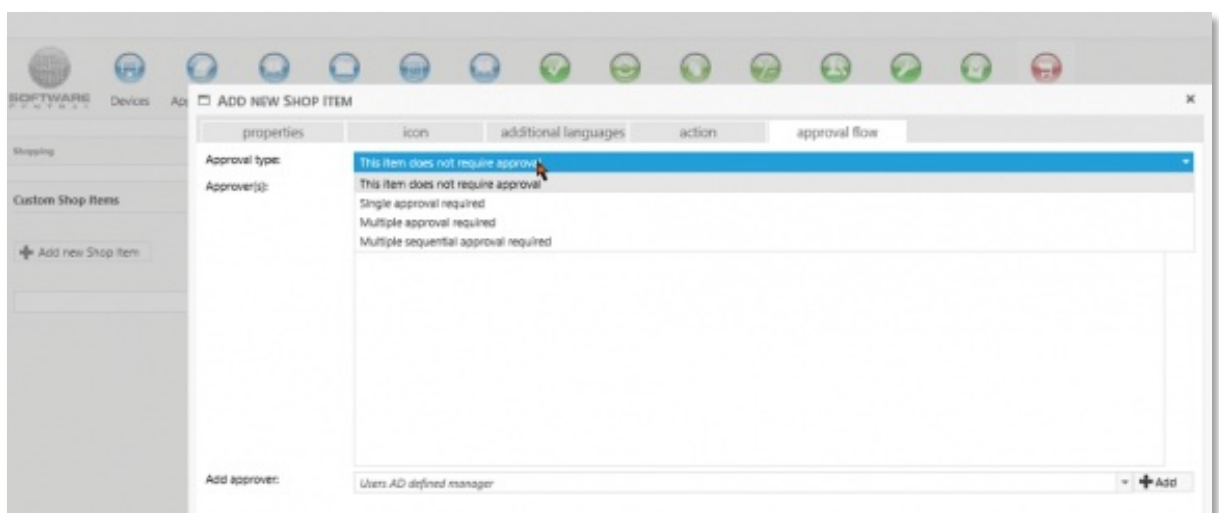 SOFTWARE
CENTRAL
Devices
ADD NEW SHOP ITEM
properties
icon
additional languages
action
approval flow
Shopping
Approval type:
This item does not require approval
Approver(s):
This item does not require approval
Single approval required
Multiple approval required
Multiple sequential approval required
Custom Shop Items
Add new Shop Item
Add approver:
Users AD defined manager
Add